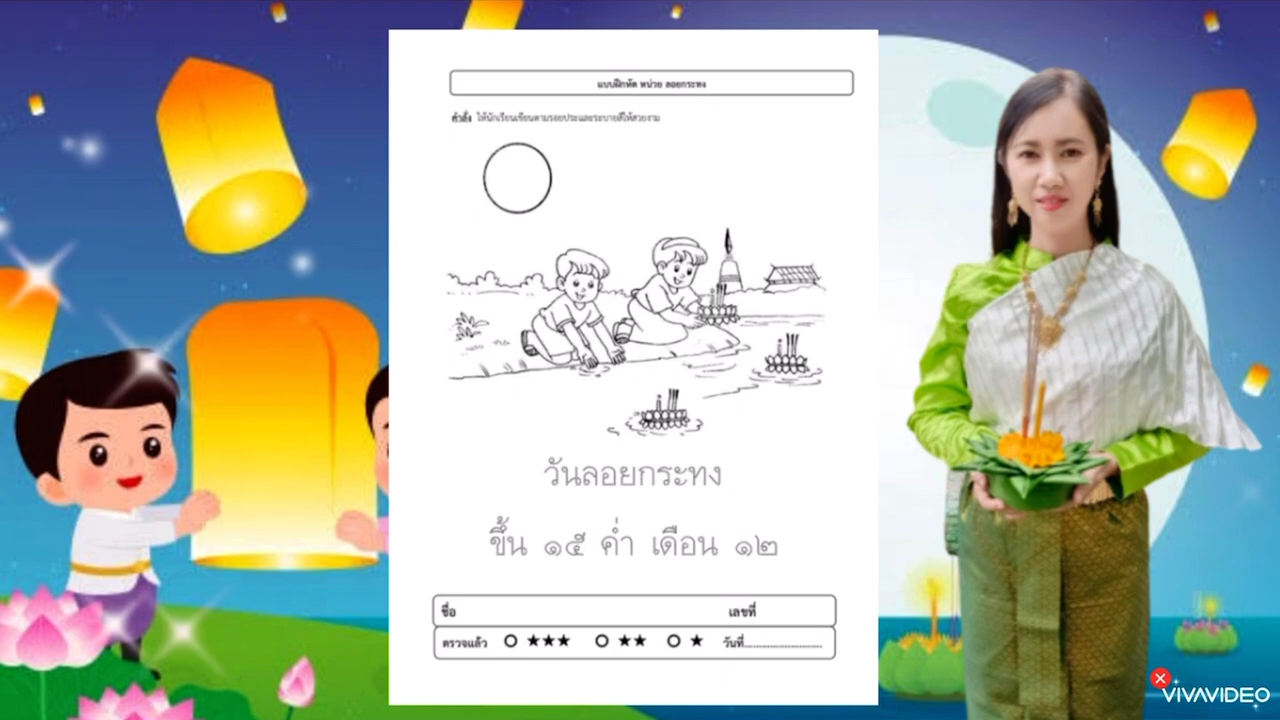 แบบฝึกหัด หน่วย ลอยกระทง
คำสั่ง ให้นักเรียนเขียนตามรอยประและระบายสีให้สวยงาม
วันลอยกระทง
ขึ้น ๑๕ ค่ำ เดือน ๑๒
ชื่อ เลขที่
ตรวจแล้ว ○ ★★★ ○ ★★ ○ ★ วันที่............................
VIVAVIDEO